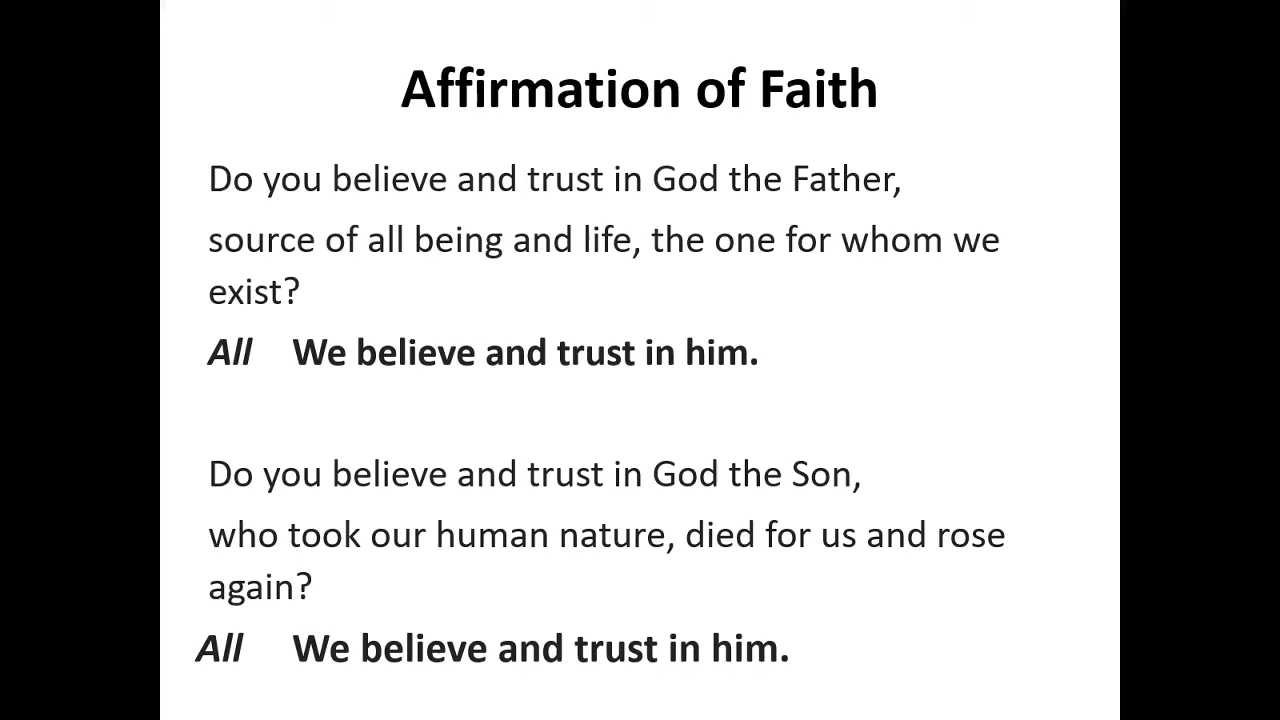 Affirmation of Faith
Do you believe and trust in God the Father,
source of all being and life, the one for whom we
exist?
All We believe and trust in him.
Do you believe and trust in God the Son,
who took our human nature, died for us and rose
again?
All We believe and trust in him.